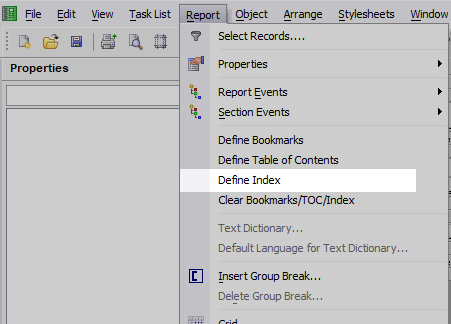 File Edit View Task List Report Object Arrange Stylesheets Window
Select Records....
Properties
Properties
Report Events
Section Events
Define Bookmarks
Define Table of Contents
Define Index
Clear Bookmarks/TOC/Index
Text Dictionary...
Default Language for Text Dictionary...
Insert Group Break...
Delete Group Break...
Grid